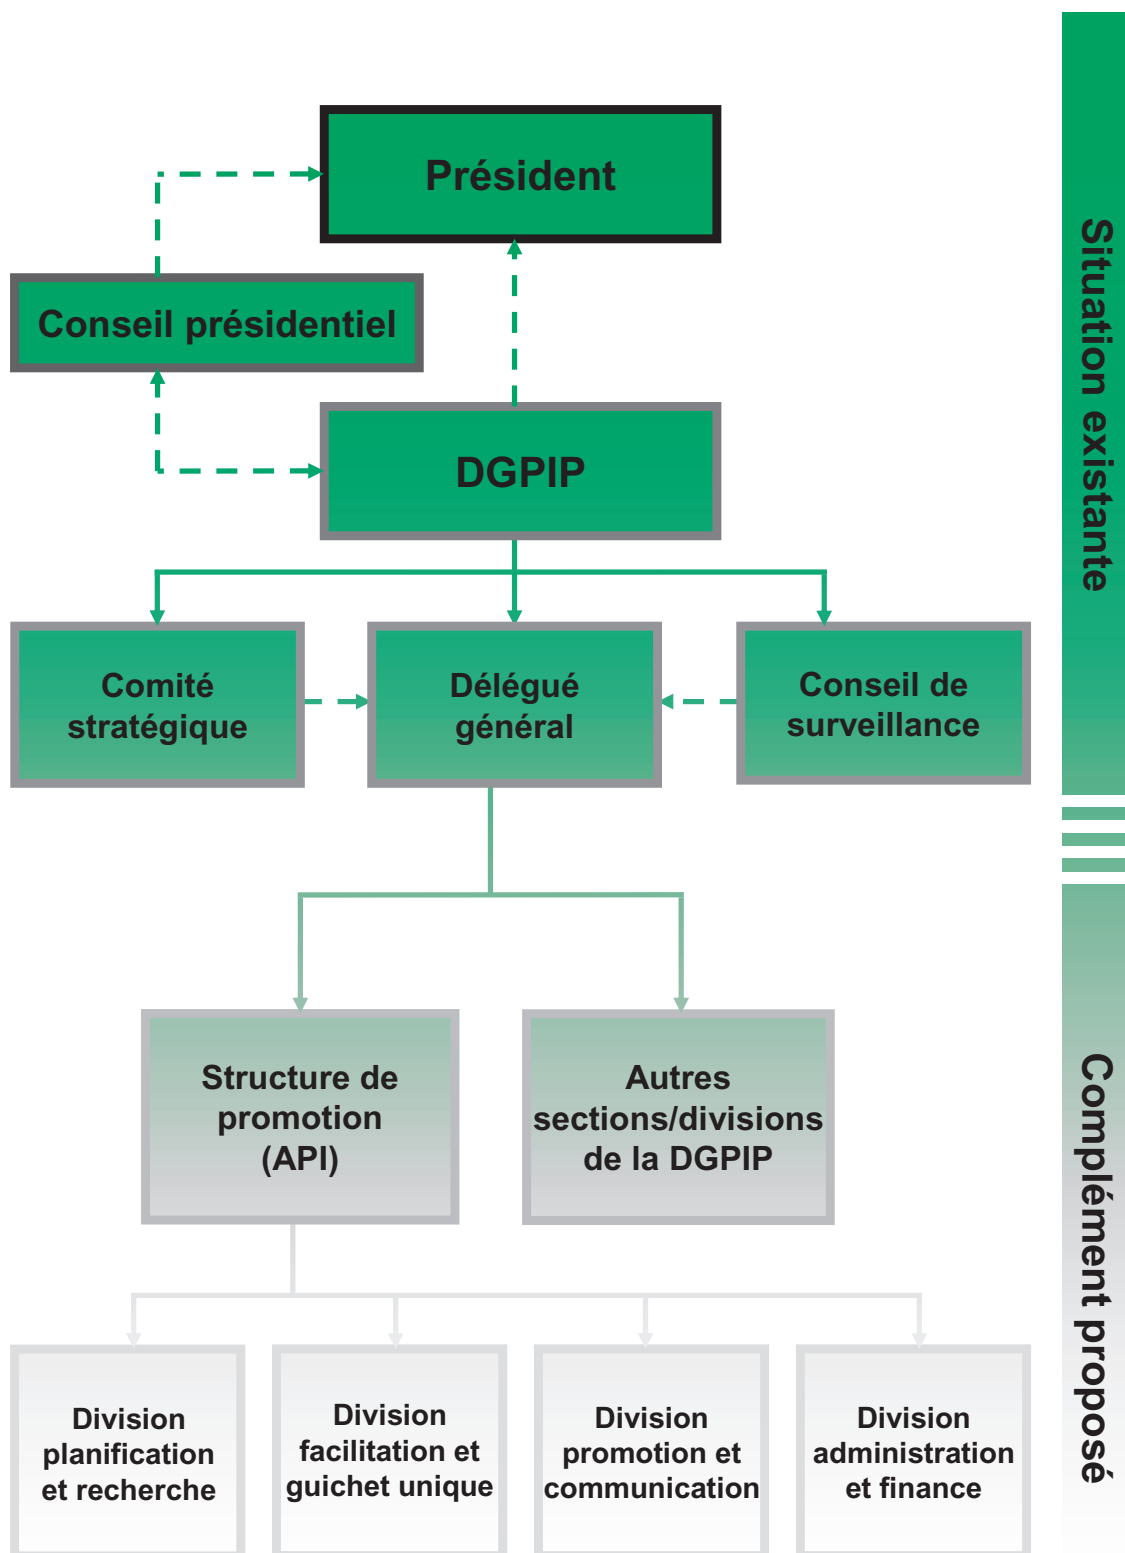 Président
Conseil présidentiel
DGPIP
Comité
stratégique
Délégué
général
Conseil de
surveillance
Situation existante
Structure de
promotion
(API)
Autres
sections/divisions
de la DGPIP
Division
planification
et recherche
Division
facilitation et
guichet unique
Division
promotion et
communication
Division
administration
et finance
Complément proposé